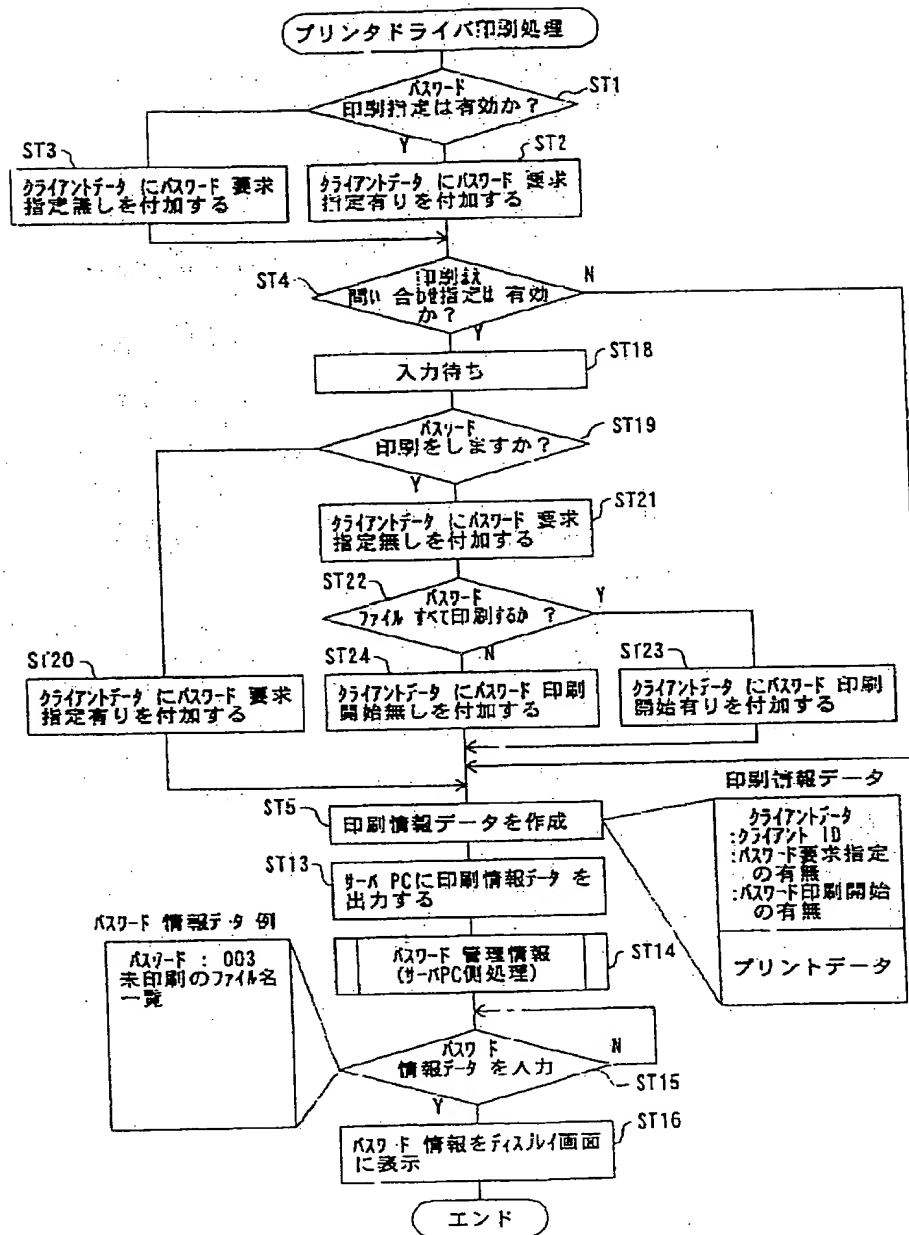 プリンタドライバ印刷処理
パスワード
印刷指定は有効か？
ST1
Y
ST3
ST2
クライアントデータ にパスワード 要求
指定無しを付加する
クライアントデータ にパスワード 要求
指定有りを付加する
ST4
印刷まえ
問い 合わせ指定は 有効
か？
N
Y
ST18
入力待ち
ST19
パスワード
印刷をしますか？
Y
ST21
クライアントデータ にパスワード 要求
指定無しを付加する
ST22
パスワード
ファイル すべて印刷するか ？
Y
N
ST20
ST24
ST23
クライアントデータ にパスワード 要求
指定有りを付加する
クライアントデータ にパスワード 印刷
開始無しを付加する
クライアントデータ にパスワード 印刷
開始有りを付加する
印刷情報データ
ST5
印刷情報データを作成
クライアントデータ
:クライアント ID
:パスワード要求指定
の有無
:パスワード印刷開始
の有無
プリントデータ
ST13
サーバ PCに印刷情報データ を
出力する
パスワード 情報データ 例
パスワード : 003
未印刷のファイル名
一覧
パスワード 管理情報
(サーバPC側処理)
ST14
パスワード
情報データ を入力
N
ST15
Y
ST16
パスワード 情報をディスプレイ画面
に表示
エンド